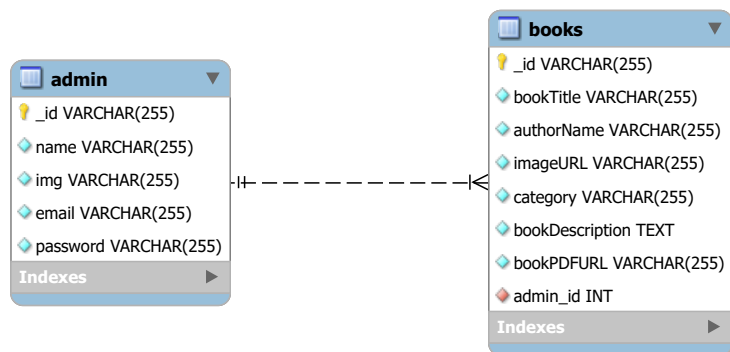 admin
_id VARCHAR(255)
name VARCHAR(255)
img VARCHAR(255)
email VARCHAR(255)
password VARCHAR(255)
Indexes
books
_id VARCHAR(255)
bookTitle VARCHAR(255)
authorName VARCHAR(255)
imageURL VARCHAR(255)
category VARCHAR(255)
bookDescription TEXT
bookPDFURL VARCHAR(255)
admin_id INT
Indexes